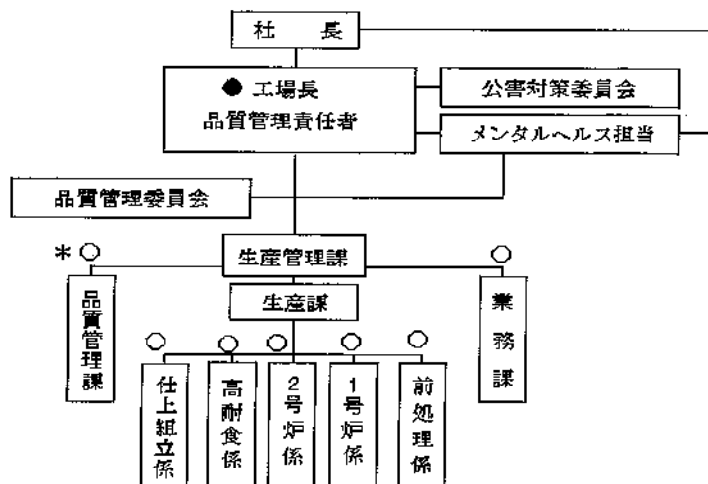 社 長
● 工場長
品質管理責任者
公害対策委員会
メンタルヘルス担当
品質管理委員会
生産管理課
*
品質管理課
生産課
業務課
仕上組立係
高耐食係
2号炉係
1号炉係
前処理係